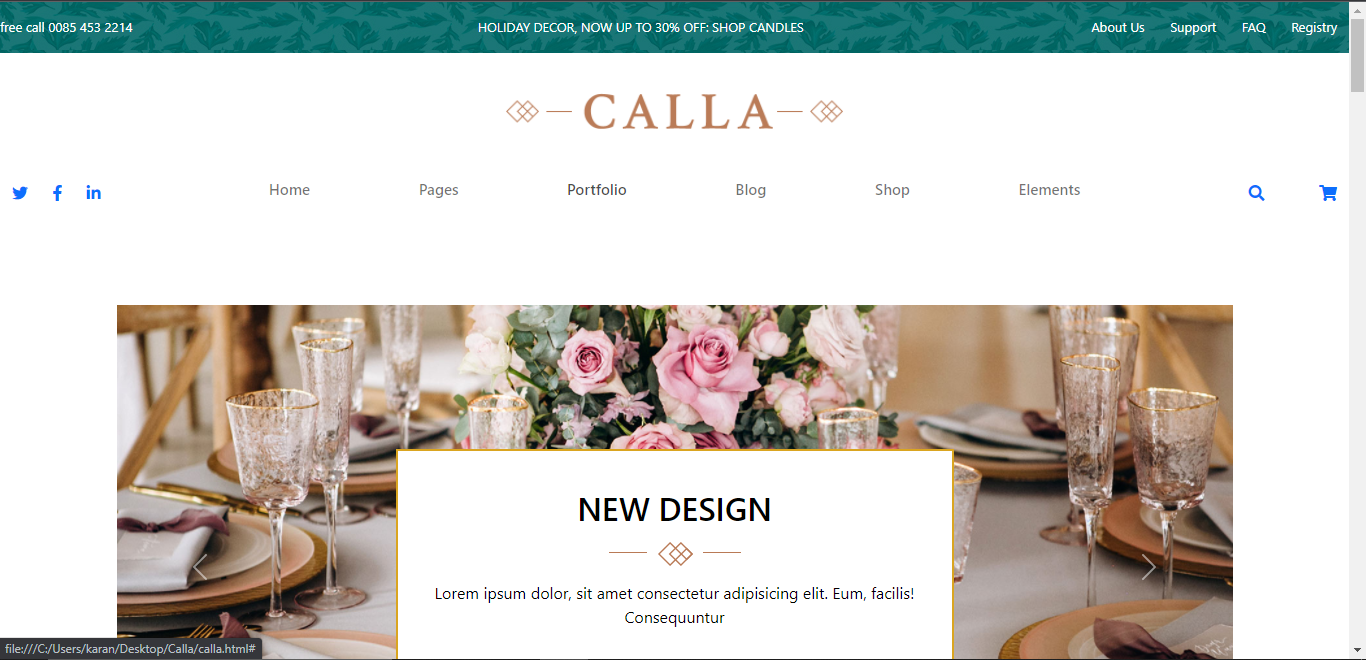 free call 0085 453 2214
HOLIDAY DECOR, NOW UP TO 30% OFF: SHOP CANDLES
About Us Support FAQ Registry
CALLA
Home Pages Portfolio Blog Shop Elements
NEW DESIGN
Lorem ipsum dolor, sit amet consectetur adipisicing elit. Eum, facilis!
Consequuntur
file:///C:/Users/karan/Desktop/Calla/calla.html#